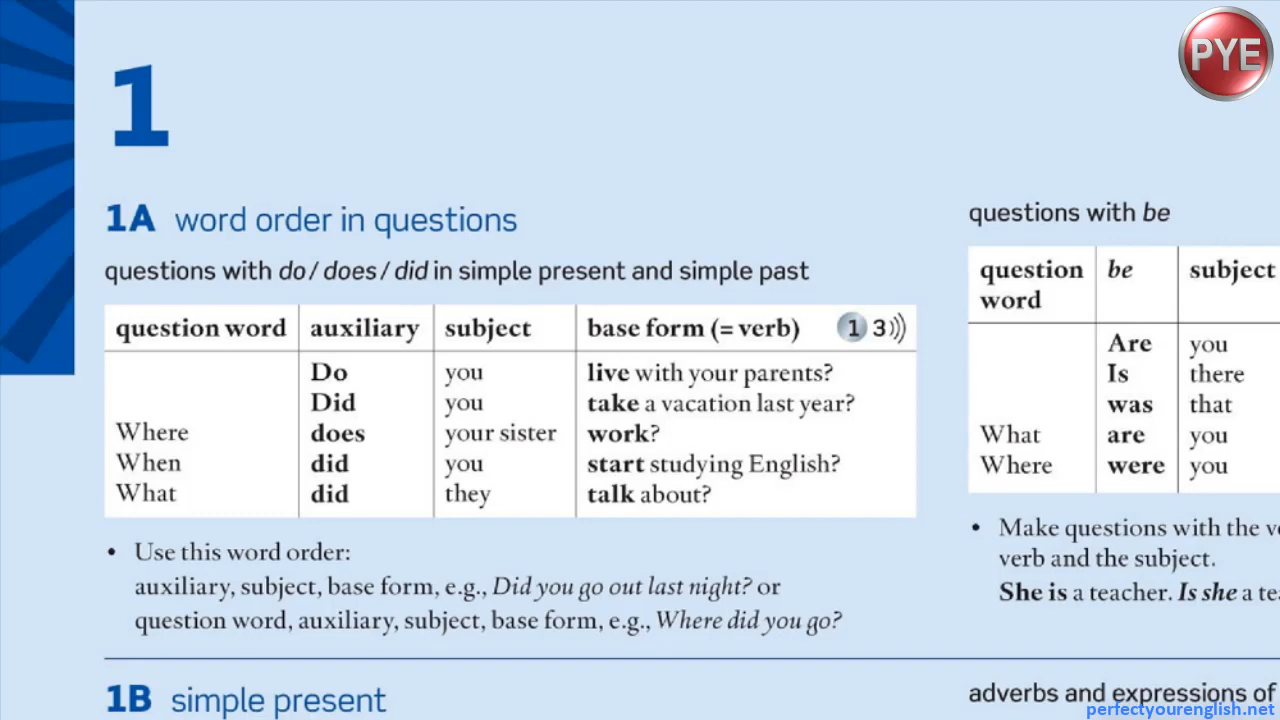 PYE
1
1A word order in questions
questions with do / does / did in simple present and simple past
question word auxiliary subject base form (= verb) 1 3
Do you live with your parents?
Did you take a vacation last year?
Where does your sister work?
When did you start studying English?
What did they talk about?
• Use this word order:
auxiliary, subject, base form, e.g., Did you go out last night? or
question word, auxiliary, subject, base form, e.g., Where did you go?
questions with be
question word be subject
Are you
Is there
was that
What are you
Where were you
• Make questions with the
verb and the subject.
She is a teacher. Is she a
1B simple present
adverbs and expressions of
perfectyourenglish.net